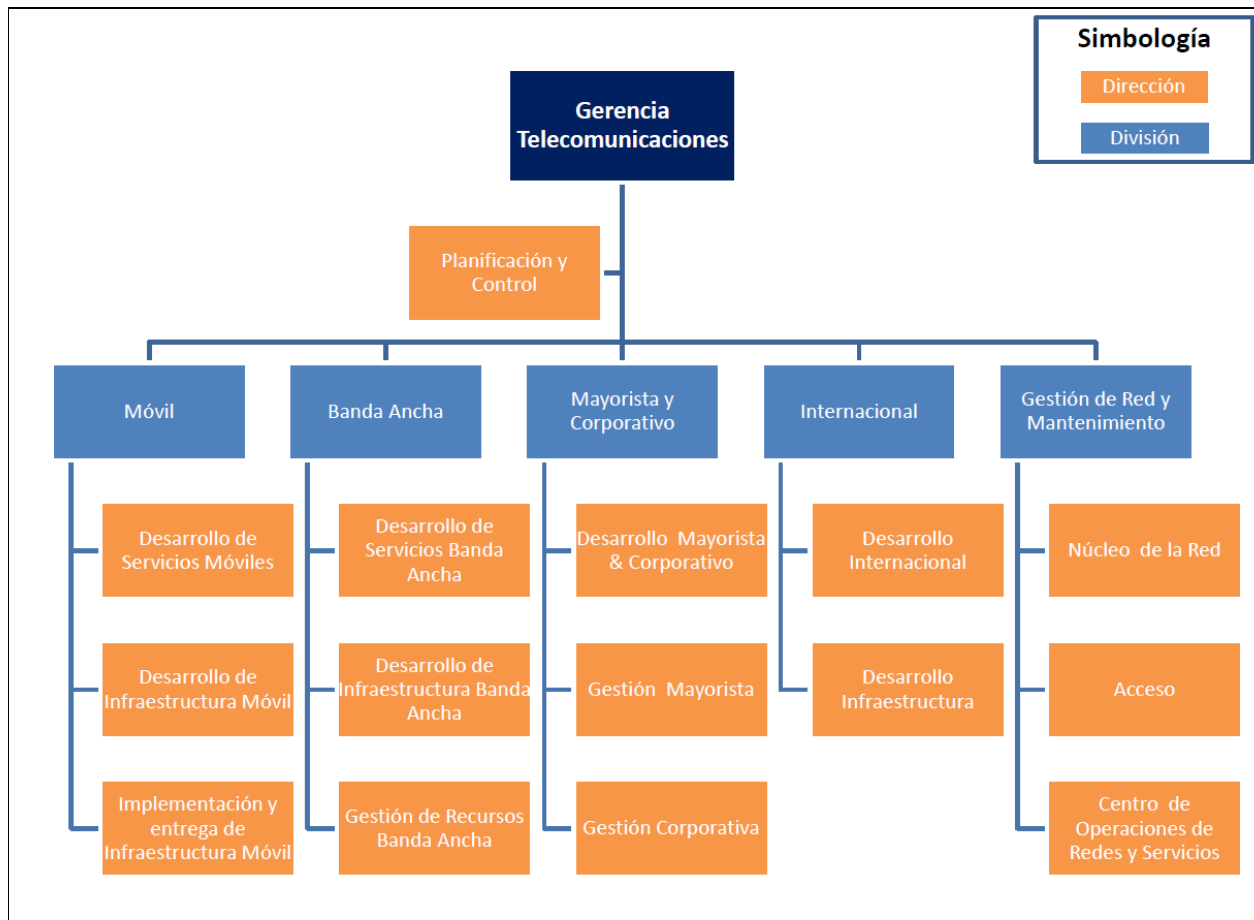 Simbología
Dirección
División
Gerencia
Telecomunicaciones
Planificación y
Control
Móvil
Banda Ancha
Mayorista y
Corporativo
Internacional
Gestión de Red y
Mantenimiento
Desarrollo de
Servicios Móviles
Desarrollo de
Servicios Banda
Ancha
Desarrollo Mayorista
& Corporativo
Desarrollo
Internacional
Núcleo de la Red
Desarrollo de
Infraestructura Móvil
Desarrollo de
Infraestructura Banda
Ancha
Gestión Mayorista
Desarrollo
Infraestructura
Acceso
Implementación y
entrega de
Infraestructura Móvil
Gestión de Recursos
Banda Ancha
Gestión Corporativa
Centro de
Operaciones de
Redes y Servicios